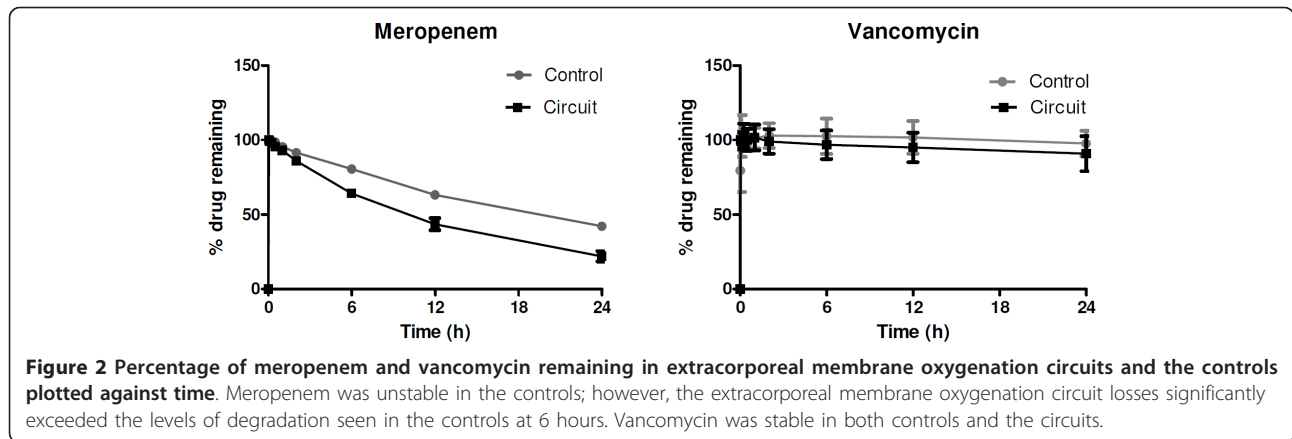 Meropenem
150
100
50
0
% drug remaining
Control
Circuit
0 6 12 18 24
Time (h)
Vancomycin
150
100
50
0
% drug remaining
Control
Circuit
0 6 12 18 24
Time (h)
Figure 2 Percentage of meropenem and vancomycin remaining in extracorporeal membrane oxygenation circuits and the controls
plotted against time. Meropenem was unstable in the controls; however, the extracorporeal membrane oxygenation circuit losses significantly
exceeded the levels of degradation seen in the controls at 6 hours. Vancomycin was stable in both controls and the circuits.